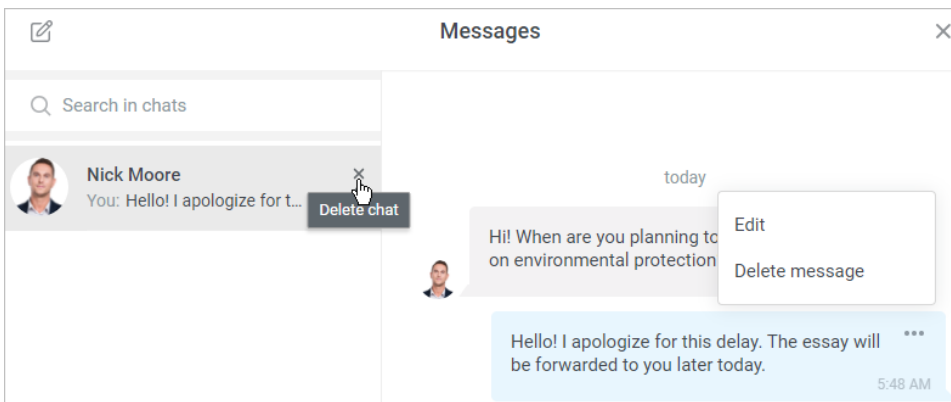 Messages
Search in chats
Nick Moore
You: Hello! I apologize for t...
Delete chat
today
Hi! When are you planning to
on environmental protection
Edit
Delete message
Hello! I apologize for this delay. The essay will
be forwarded to you later today.
5:48 AM